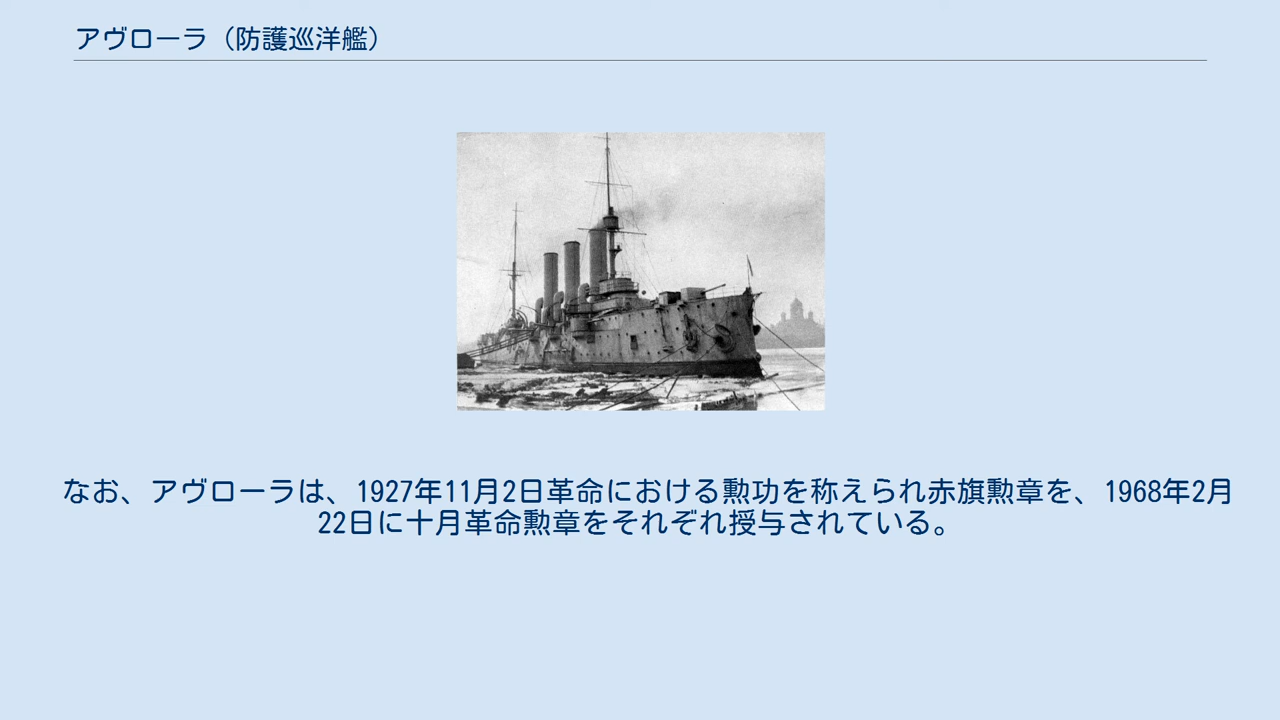 アヴローラ（防護巡洋艦）
なお、アヴローラは、1927年11月2日革命における勲功を称えられ赤旗勲章を、1968年2月
22日に十月革命勲章をそれぞれ授与されている。